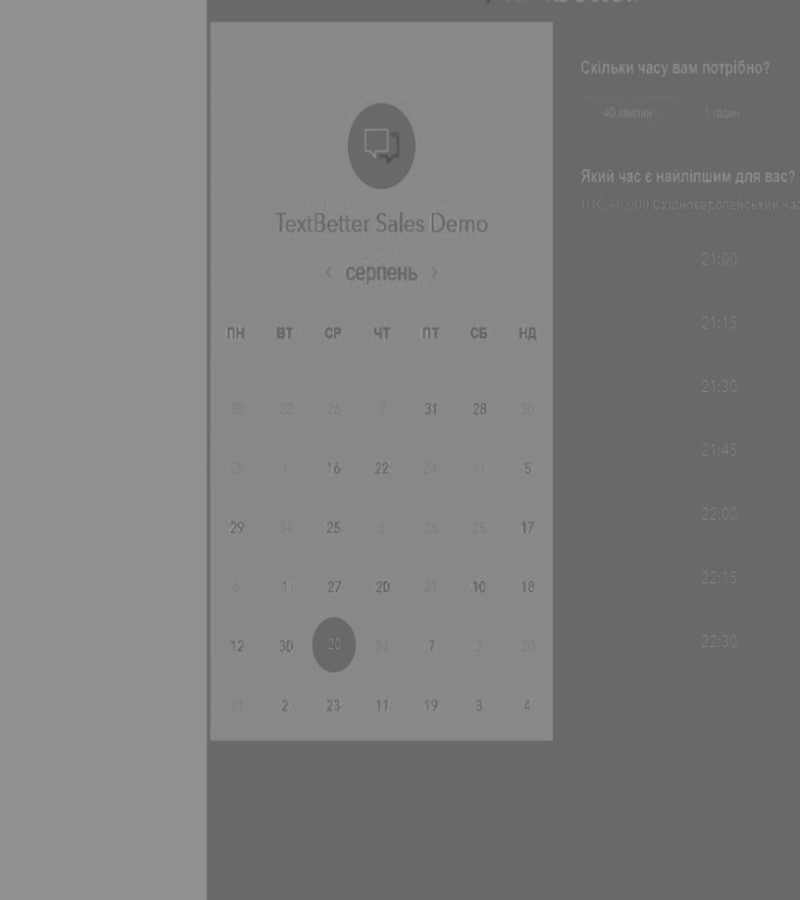 TextBetter Sales Demo
‹ серпень ›
ПН ВТ СР ЧТ ПТ СБ НД
30 22 26 7 31 28 30
25 1 16 22 24 11 5
29 31 25 8 26 25 17
6 1 27 20 21 10 18
12 30 20 24 7 2 20
21 2 23 11 19 3 4
Скільки часу вам потрібно?
40 хвилин 1 годин
Який час є найліпшим для вас?
UTC +03:00 Східноєвропейський час
21:00
21:15
21:30
21:45
22:00
22:15
22:30